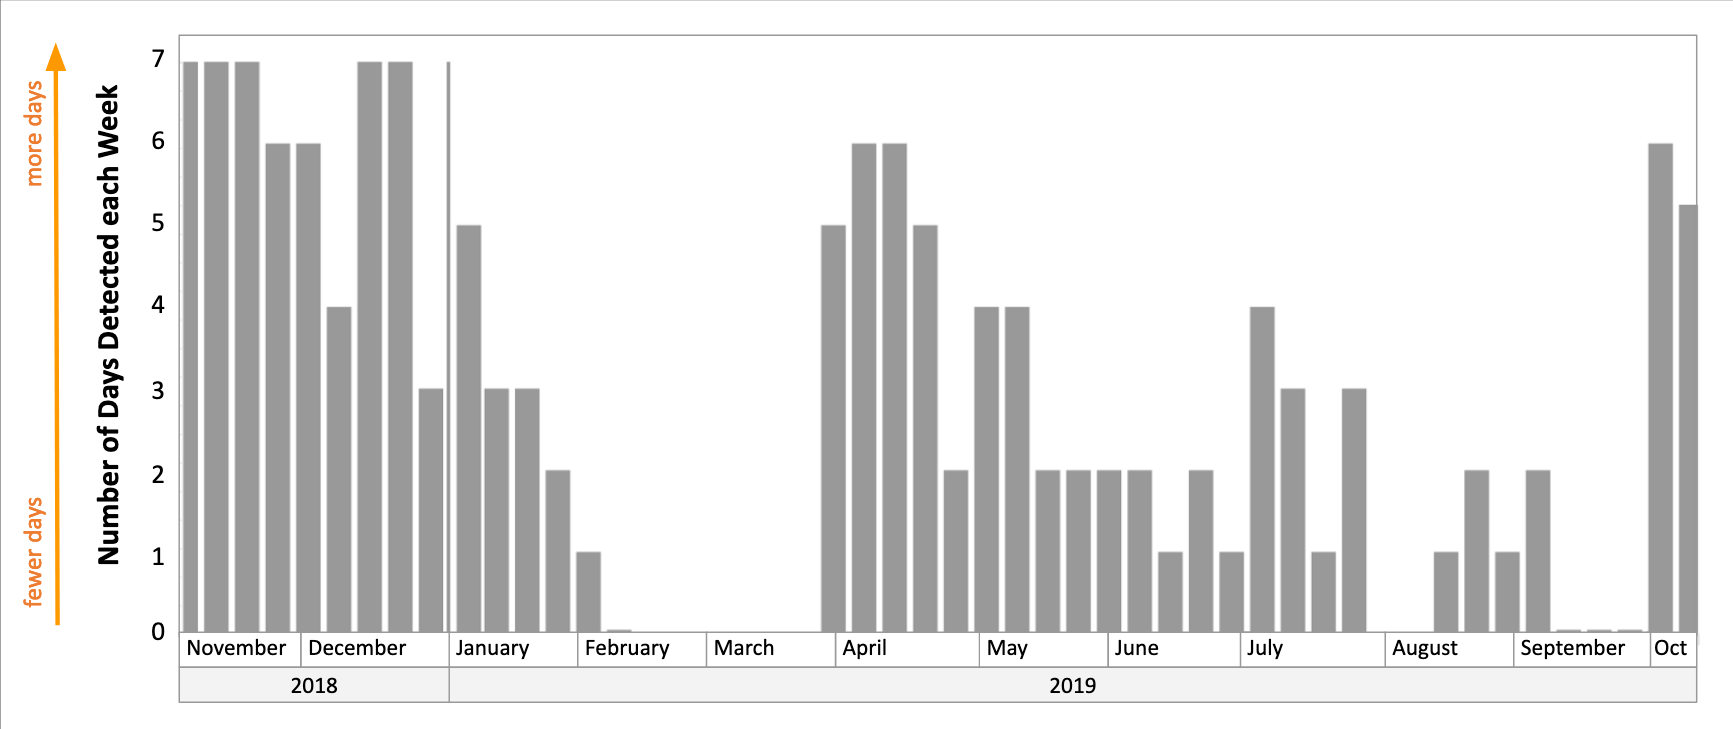 more days
fewer days
Number of Days Detected each Week
7
6
5
4
3
2
1
0
November December January February March April May June July August September Oct
2018 2019